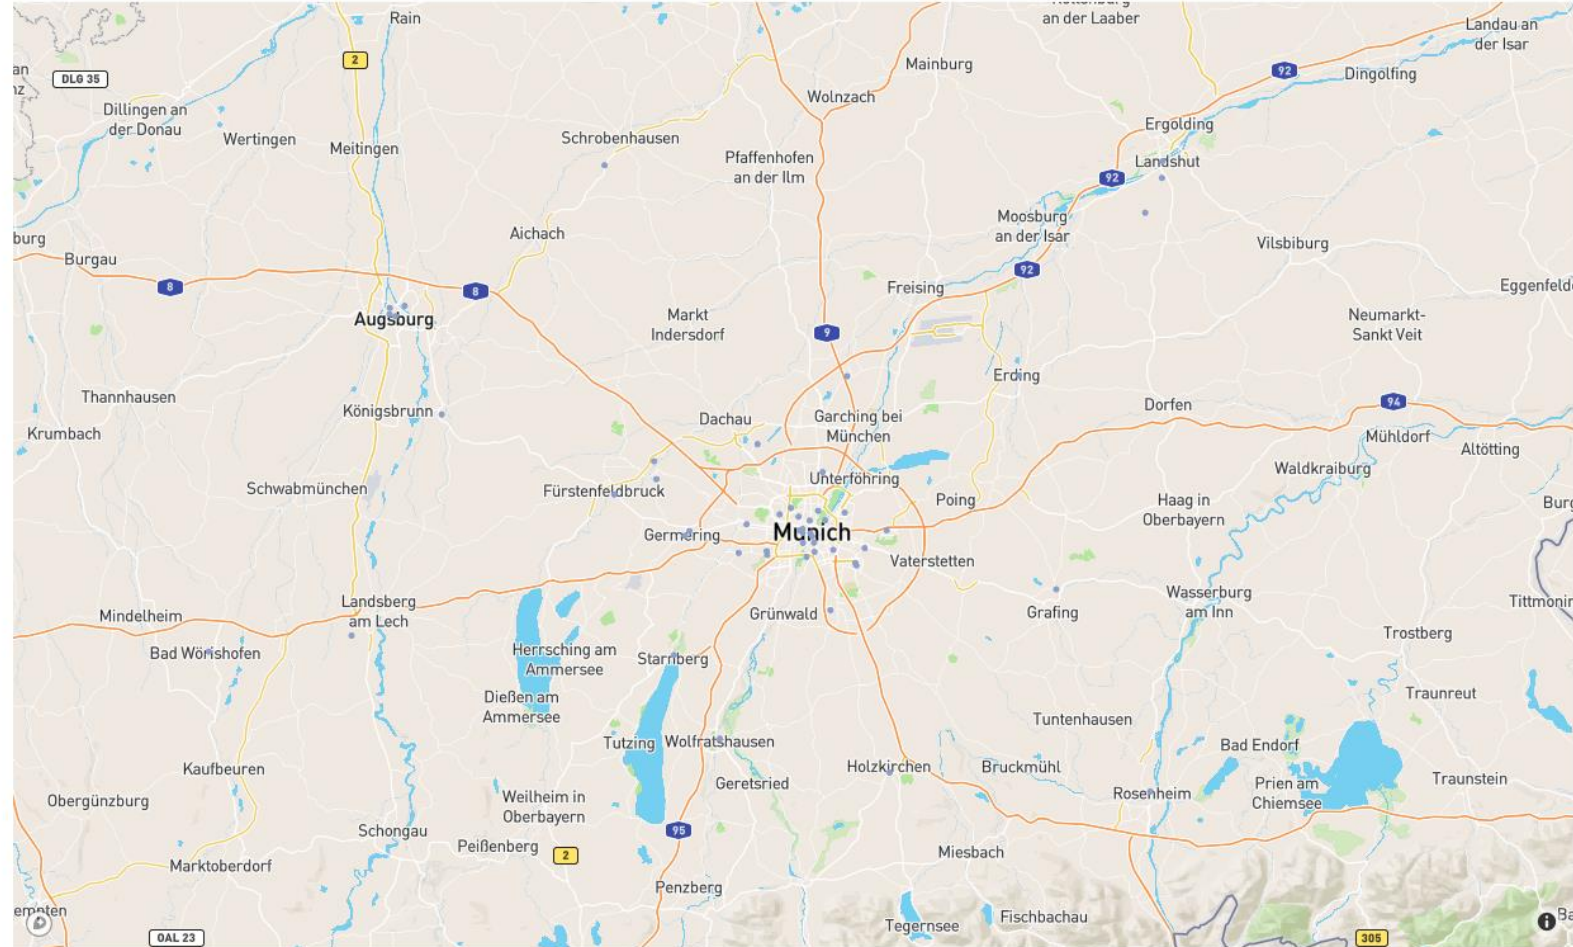 Rain
an der Laaber
Landau an
der Isar
2
DLG 35
Mainburg
92
Dingolfing
Wolnzach
Dillingen an
der Donau
Wertingen
Meitingen
Schrobenhausen
Ergolding
Pfaffenhofen
an der Ilm
Landshut
92
Aichach
Moosburg
an der Isar
burg
Burgau
Vilsbiburg
92
8
8
Freising
Eggenfeld
Augsburg
Markt
Indersdorf
9
Neumarkt-
Sankt Veit
Erding
Thannhausen
Königsbrunn
Dachau
Garching bei
München
Dorfen
94
Krumbach
Mühldorf
Altötting
Waldkraiburg
Schwabmünchen
Fürstenfeldbruck
Unterföhring
Poing
Haag in
Oberbayern
Burg
Germering
Munich
Vaterstetten
Landsberg
am Lech
Mindelheim
Grünwald
Grafing
Wasserburg
am Inn
Tittmonin
Trostberg
Bad Wörishofen
Herrsching am
Ammersee
Starnberg
Dießen am
Ammersee
Traunreut
Tuntenhausen
Tutzing
Wolfratshausen
Bad Endorf
Kaufbeuren
Holzkirchen
Bruckmühl
Geretsried
Traunstein
Obergünzburg
Weilheim in
Oberbayern
Rosenheim
Prien am
Chiemsee
Schongau
95
Peißenberg
2
Miesbach
Marktoberdorf
Penzberg
empten
Tegernsee
Fischbachau
Ba
OAL 23
305